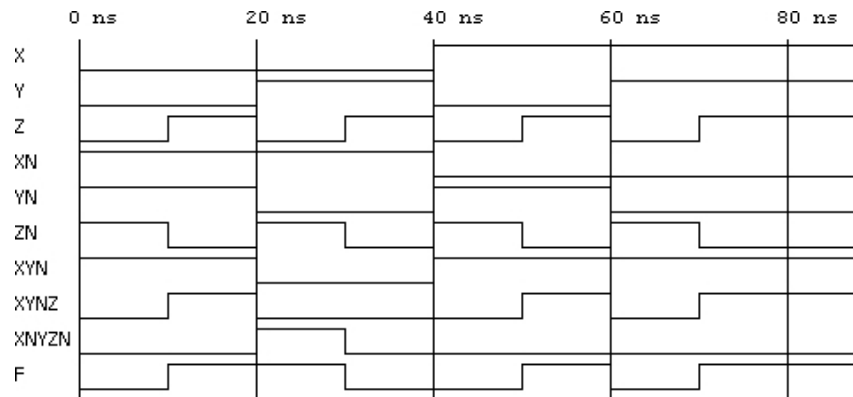 0 ns 20 ns 40 ns 60 ns 80 ns
X
Y
Z
XN
YN
ZN
XYN
XYNZ
XNYZN
F